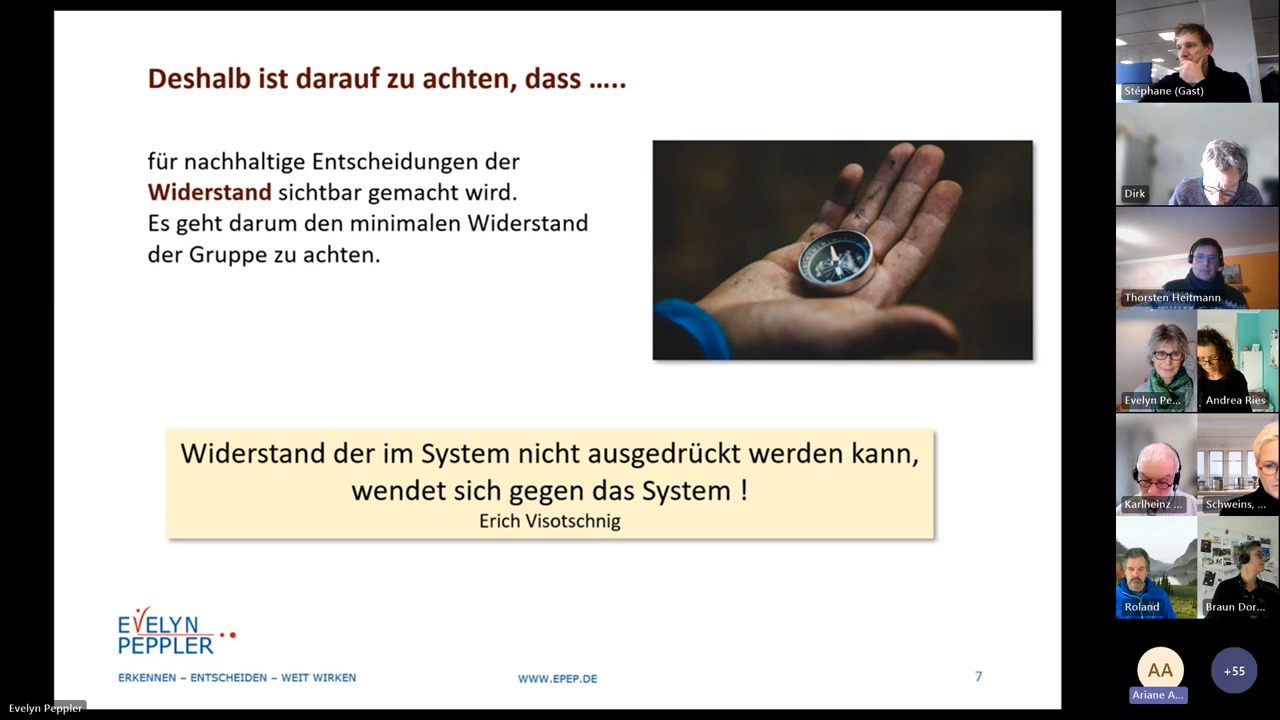 Deshalb ist darauf zu achten, dass …..
für nachhaltige Entscheidungen der
Widerstand sichtbar gemacht wird.
Es geht darum den minimalen Widerstand
der Gruppe zu achten.
Widerstand der im System nicht ausgedrückt werden kann,
wendet sich gegen das System !
Erich Visotschnig
EVELYN
PEPPLER
ERKENNEN – ENTSCHEIDEN – WEIT WIRKEN
WWW.EPEP.DE
7
Evelyn Peppler
Stéphane (Gast)
Dirk
Thorsten Heitmann
Evelyn Pe...
Andrea Ries
Karlheinz ...
Schweins, ...
Roland
Braun Dor...
AA
Ariane A...
+55